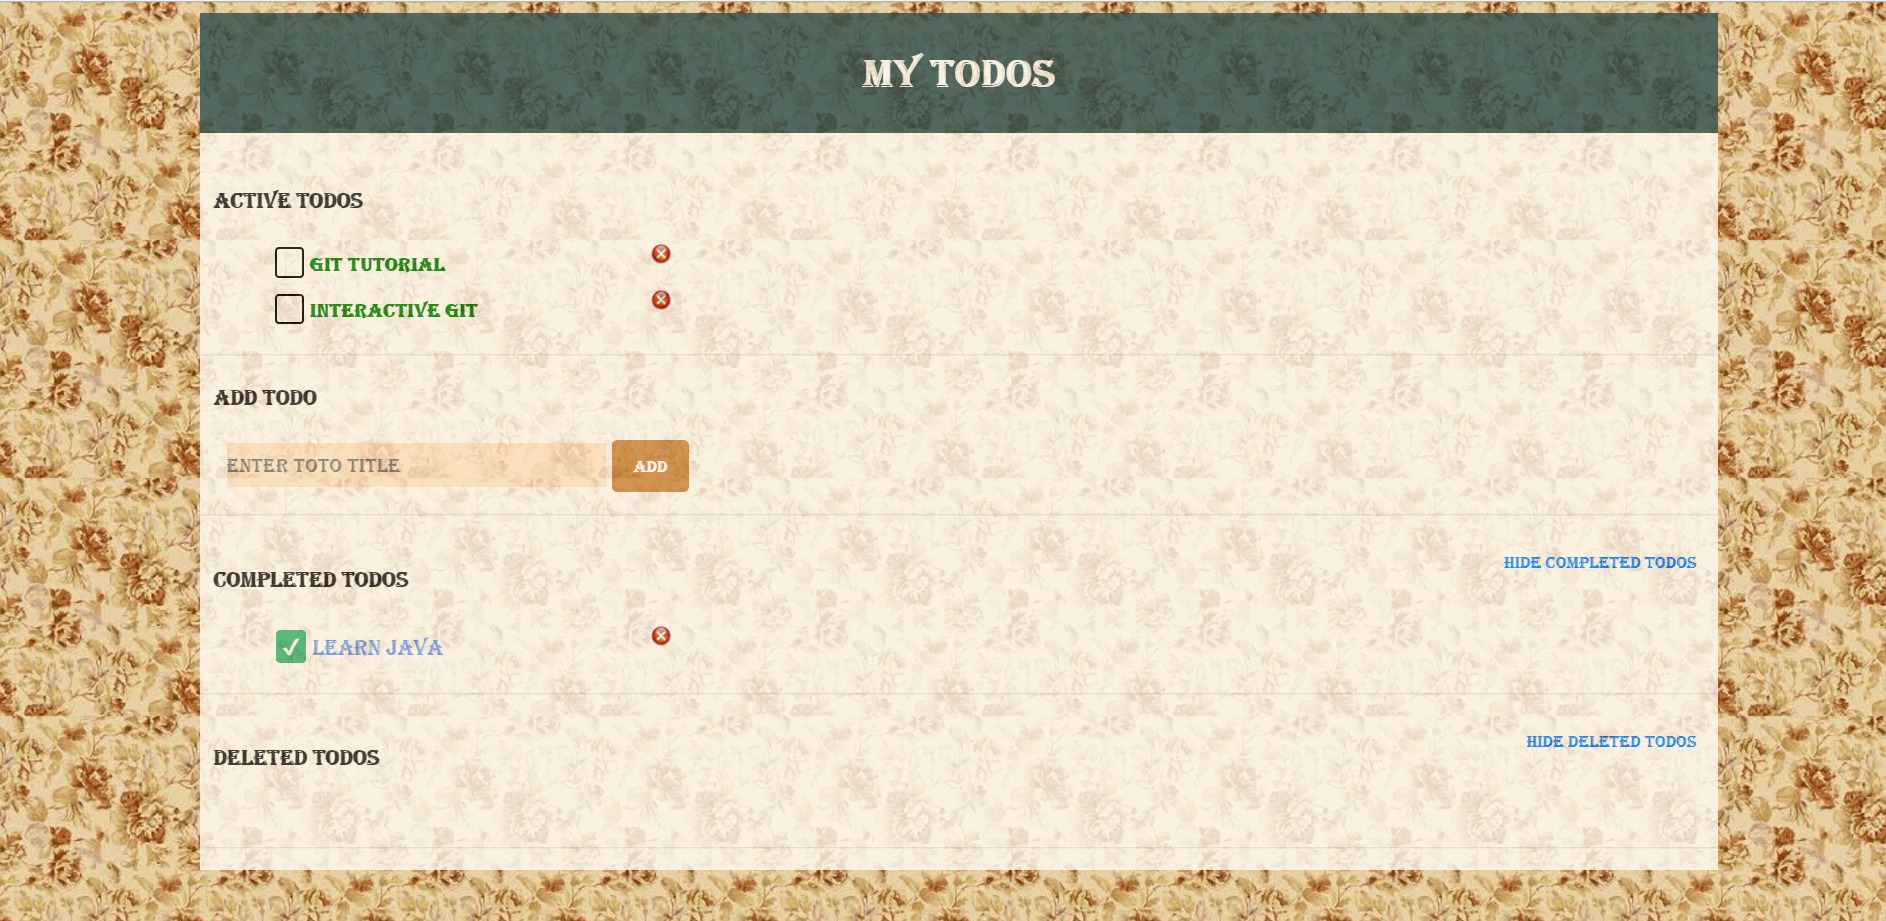 MY TODOS
ACTIVE TODOS
GIT TUTORIAL
INTERACTIVE GIT
ADD TODO
ENTER TOTO TITLE
ADD
HIDE COMPLETED TODOS
COMPLETED TODOS
LEARN JAVA
HIDE DELETED TODOS
DELETED TODOS